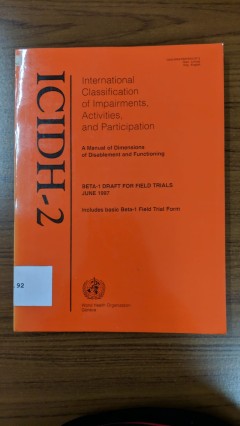 ICIDH-2
International
Classification
of Impairments,
Activities,
and Participation
A Manual of Dimensions
of Disablement and Functioning
BETA-1 DRAFT FOR FIELD TRIALS
JUNE 1997
Includes basic Beta-1 Field Trial Form
.92
World Health Organization
Geneva